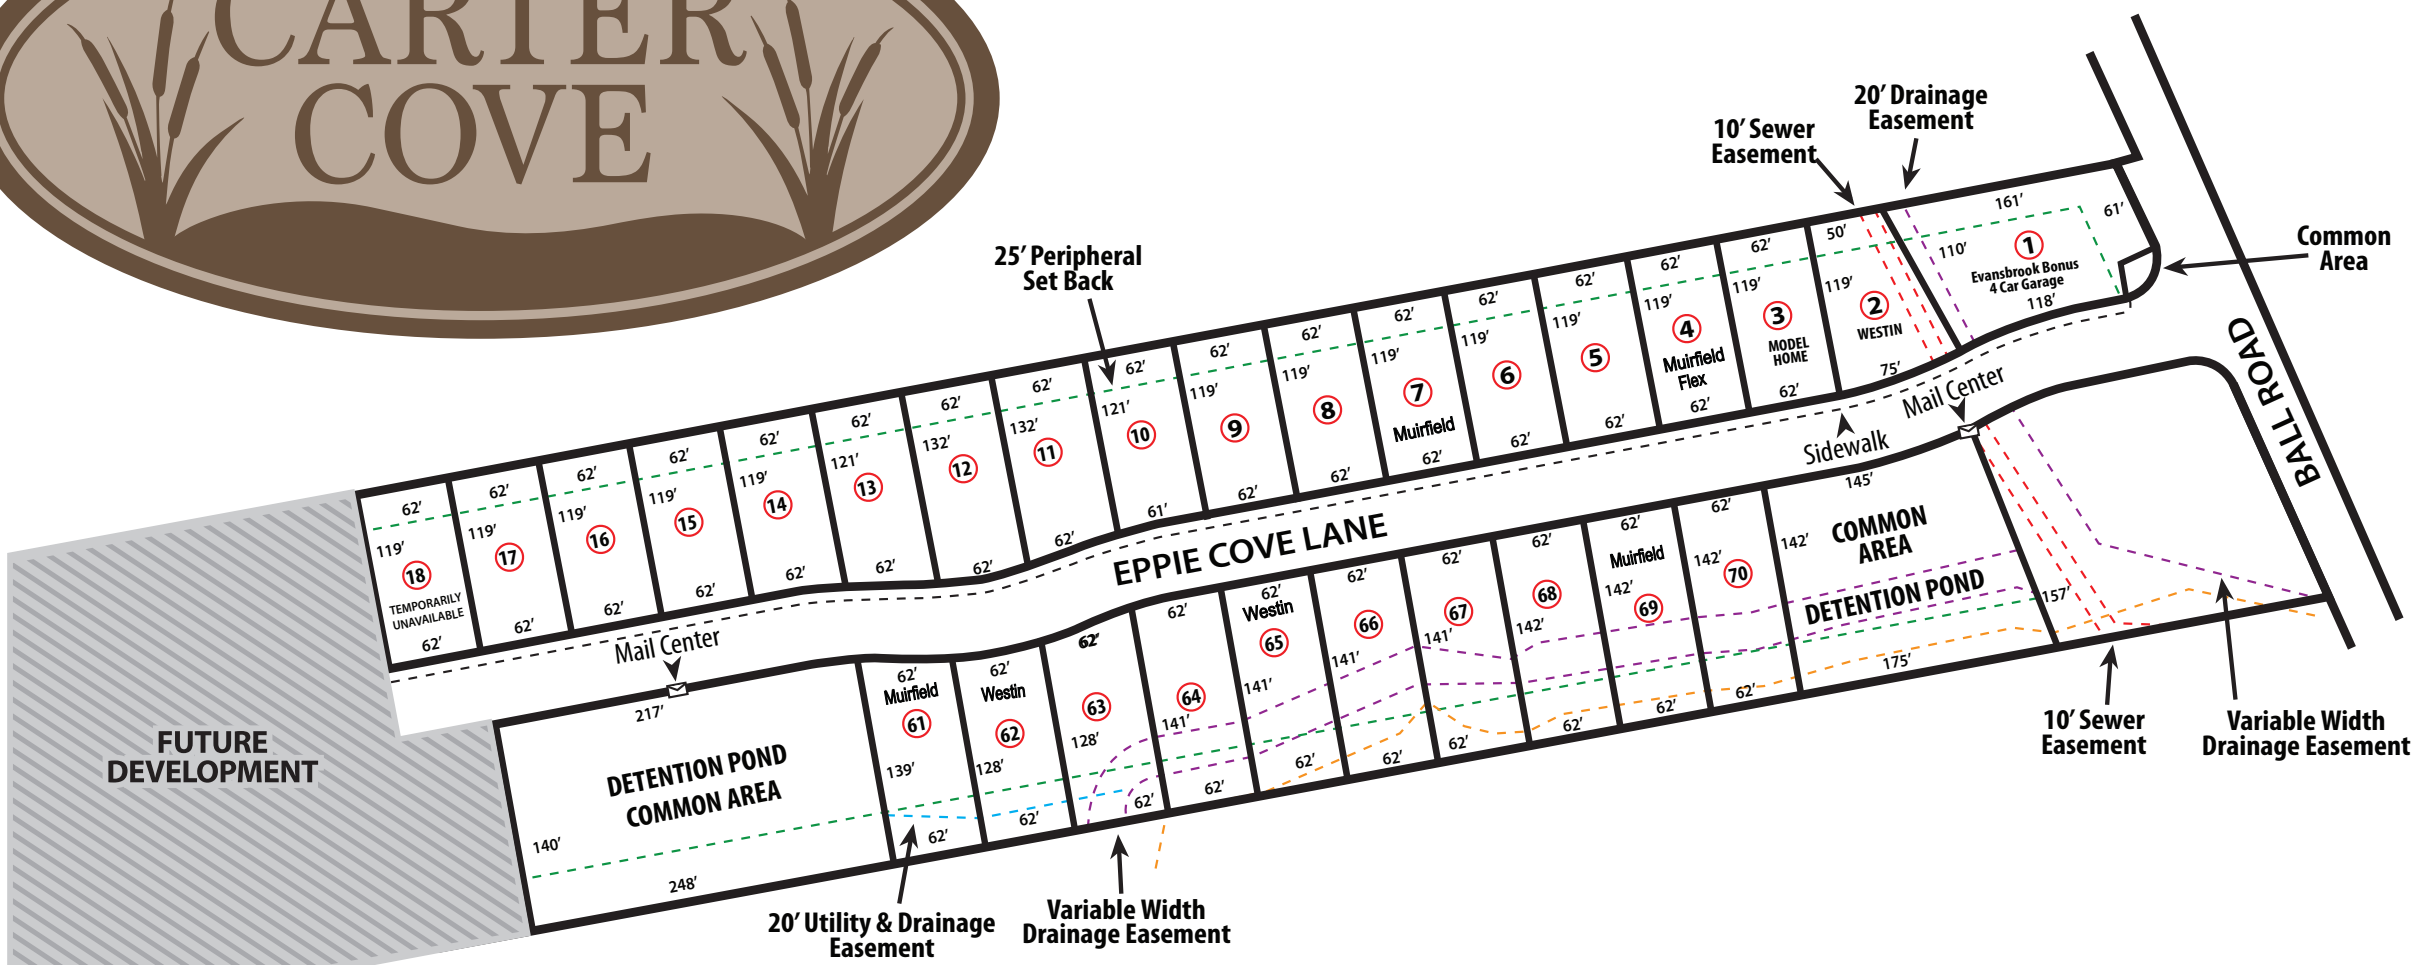 CARTER
COVE
20′ Drainage
Easement
10′ Sewer
Easement
25′ Peripheral
Set Back
Common
Area
BALL ROAD
161′
61′
110′
1
Evansbrook Bonus
4 Car Garage
118′
50′
119′
2
WESTIN
75′
62′
119′
3
MODEL
HOME
62′
62′
119′
4
Muirfield
Flex
62′
62′
119′
5
62′
62′
119′
6
62′
62′
119′
7
Muirfield
62′
62′
119′
8
62′
62′
119′
9
62′
62′
121′
10
61′
62′
132′
11
62′
62′
132′
12
62′
62′
121′
13
62′
62′
119′
14
62′
62′
119′
15
62′
62′
119′
16
62′
62′
119′
17
62′
62′
119′
18
TEMPORARILY
UNAVAILABLE
62′
Mail Center
Sidewalk
EPPIE COVE LANE
Mail Center
FUTURE
DEVELOPMENT
217′
DETENTION POND
COMMON AREA
140′
248′
62′
Muirfield
61
139′
62′
62′
Westin
62
128′
62′
62′
63
128′
62′
62′
64
141′
62′
62′
Westin
65
141′
62′
62′
66
141′
62′
62′
67
141′
62′
62′
68
142′
62′
62′
Muirfield
142′
69
62′
62′
142′
70
62′
145′
142′
COMMON
AREA
DETENTION POND
157′
175′
10′ Sewer
Easement
Variable Width
Drainage Easement
20′ Utility & Drainage
Easement
Variable Width
Drainage Easement